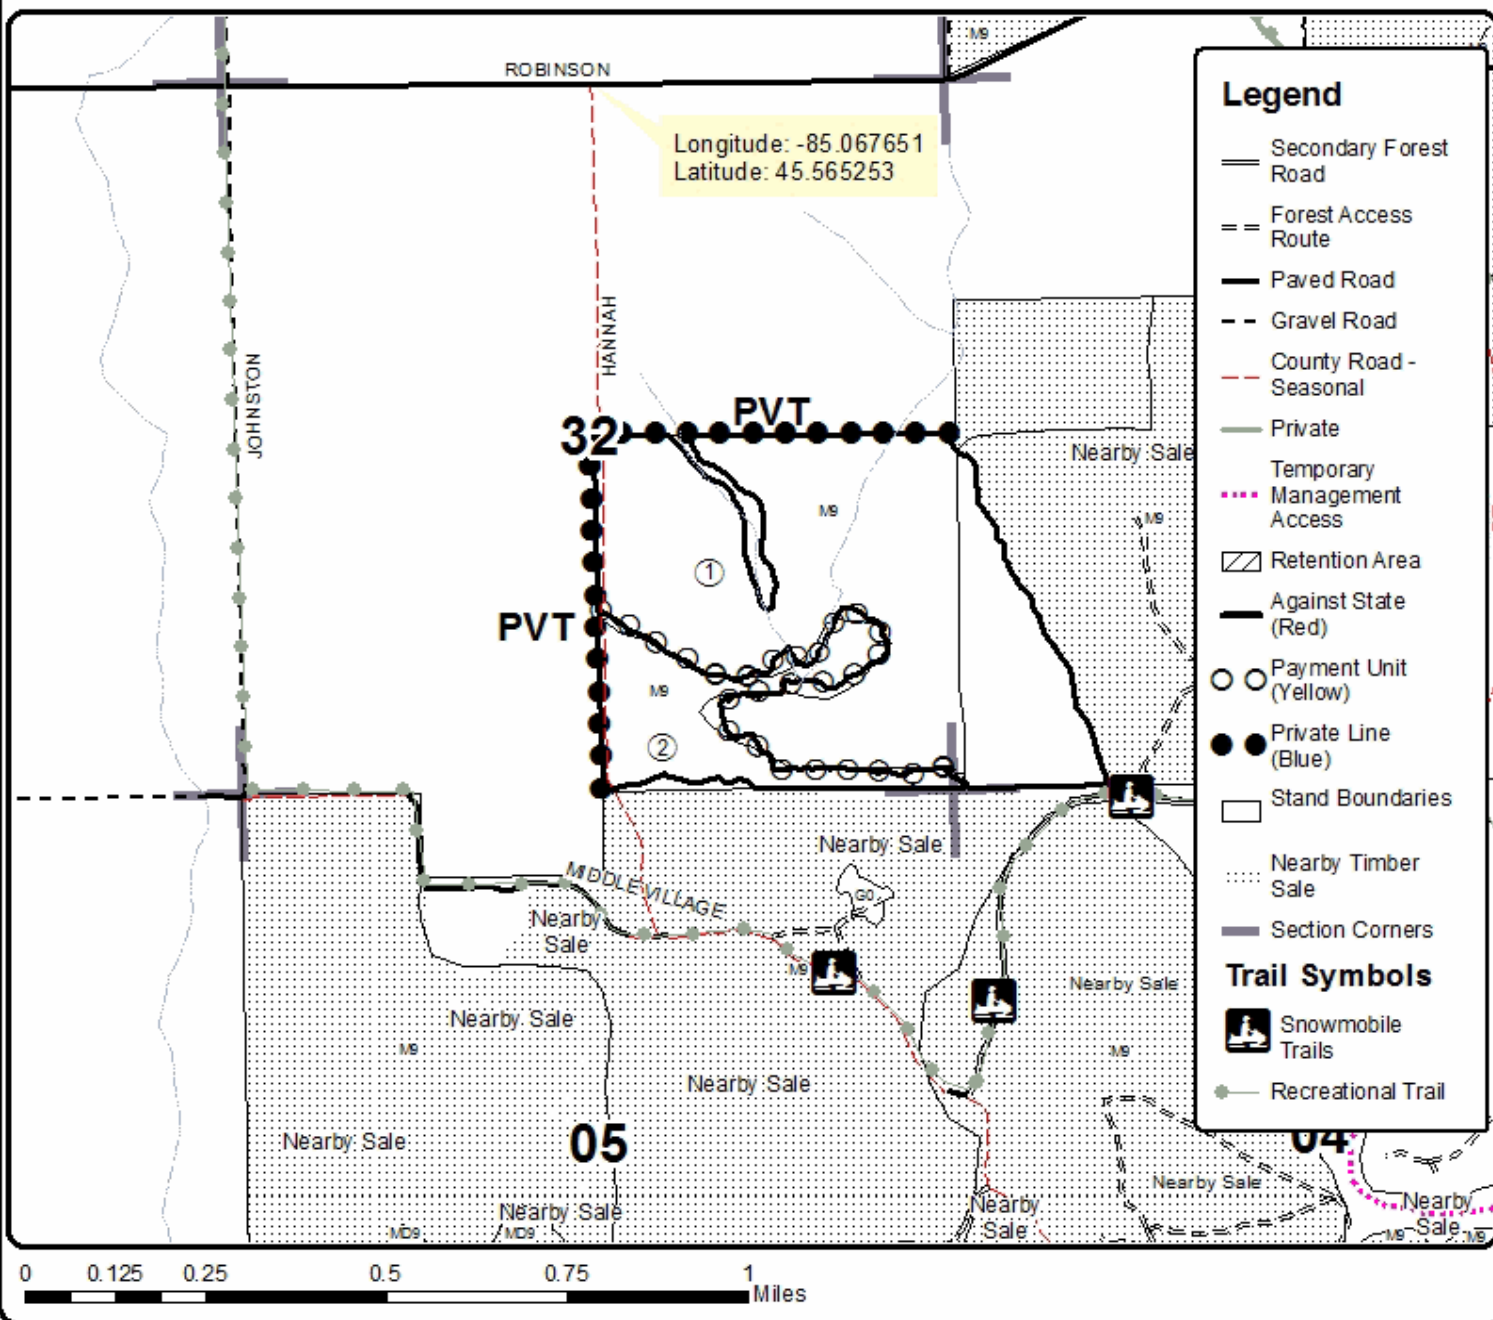 M9
ROBINSON
Longitude: -85.067651
Latitude: 45.565253
HANNAH
JOHNSTON
PVT
32
Nearby Sale
M9
M9
1
PVT
M9
2
Nearby Sale
MIDDLE VILLAGE
G0
Nearby
Sale
M9
Nearby Sale
Nearby Sale
M9
M9
Nearby Sale
05
Nearby Sale
04
Nearby Sale
Nearby Sale
Nearby
Sale
Nearby
Sale
MD9
MD9
M9
M9
Legend
Secondary Forest
Road
Forest Access
Route
Paved Road
Gravel Road
County Road -
Seasonal
Private
Temporary
Management
Access
Retention Area
Against State
(Red)
Payment Unit
(Yellow)
Private Line
(Blue)
Stand Boundaries
Nearby Timber
Sale
Section Corners
Trail Symbols
Snowmobile
Trails
Recreational Trail
0 0.125 0.25 0.5 0.75 1
Miles